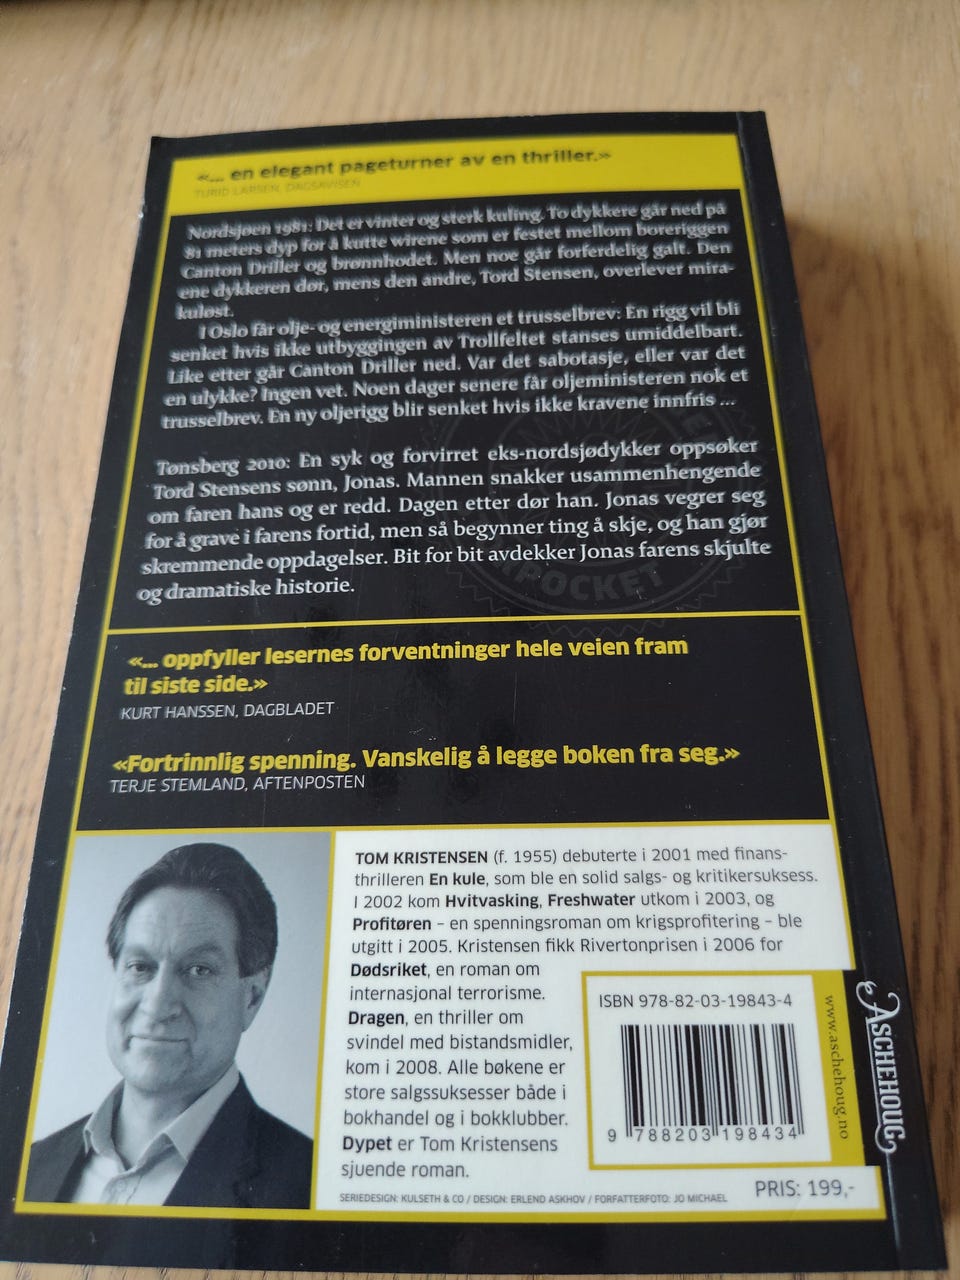 «... en elegant pageturner av en thriller.»
TURID LARSEN, DAGSAVISEN
Nordsjøen 1981: Det er vinter og sterk kuling. To dykkere går ned på
81 meters dyp for å kutte wirene som er festet mellom boreriggen
Canton Driller og brønnhodet. Men noe går forferdelig galt. Den
ene dykkeren dør, mens den andre, Tord Stensen, overlever mira-
kuløst.
I Oslo får olje- og energiministeren et trusselbrev: En rigg vil bli
senket hvis ikke utbyggingen av Trollfeltet stanses umiddelbart.
Like etter går Canton Driller ned. Var det sabotasje, eller var det
en ulykke? Ingen vet. Noen dager senere får oljeministeren nok et
trusselbrev. En ny oljerigg blir senket hvis ikke kravene innfris ...
Tønsberg 2010: En syk og forvirret eks-nordsjødykker oppsøker
Tord Stensens sønn, Jonas. Mannen snakker usammenhengende
om faren hans og er redd. Dagen etter dør han. Jonas vegrer seg
for å grave i farens fortid, men så begynner ting å skje, og han gjør
skremmende oppdagelser. Bit for bit avdekker Jonas farens skjulte
og dramatiske historie.
POCKET
«... oppfyller lesernes forventninger hele veien fram
til siste side.»
KURT HANSSEN, DAGBLADET
«Fortrinnlig spenning. Vanskelig å legge boken fra seg.»
TERJE STEMLAND, AFTENPOSTEN
TOM KRISTENSEN (f. 1955) debuterte i 2001 med finans-
thrilleren En kule, som ble en solid salgs- og kritikersuksess.
I 2002 kom Hvitvasking, Freshwater utkom i 2003, og
Profitøren – en spenningsroman om krigsprofitering – ble
utgitt i 2005. Kristensen fikk Rivertonprisen i 2006 for
Dødsriket, en roman om
internasjonal terrorisme.
Dragen, en thriller om
svindel med bistandsmidler,
kom i 2008. Alle bøkene er
store salgssuksesser både i
bokhandel og i bokklubber.
Dypet er Tom Kristensens
sjuende roman.
ISBN 978-82-03-19843-4
9 788203 198434
www.aschehoug.no
ASCHEHOUG
SERIEDESIGN: KULSETH & CO / DESIGN: ERLEND ASKHOV / FORFATTERFOTO: JO MICHAEL
PRIS: 199,-